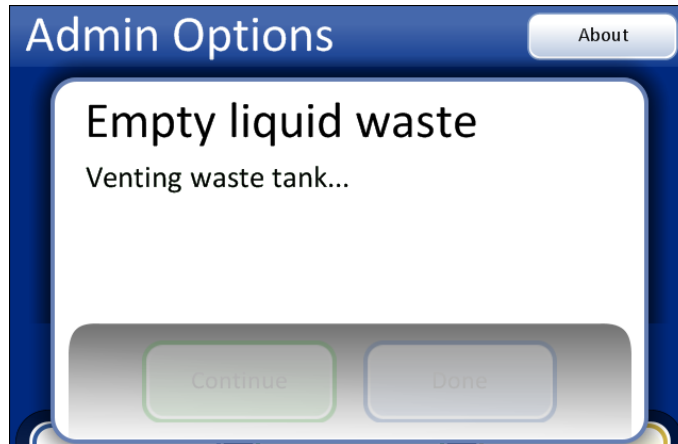 Admin Options
About
Empty liquid waste
Venting waste tank...
Continue
Done